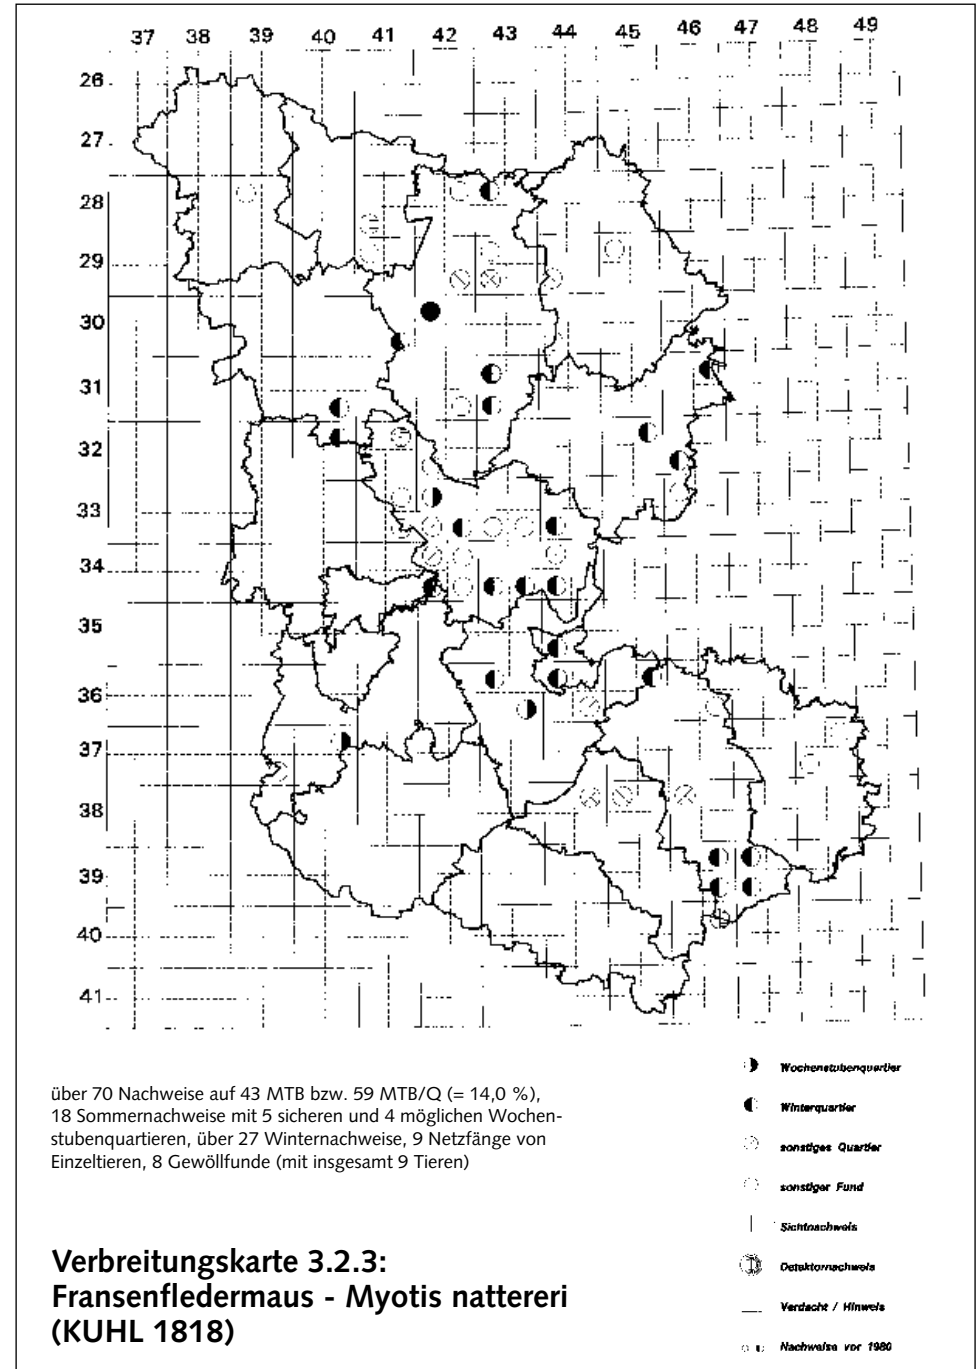 37 38 39 40 41 42 43 44 45 46 47 48 49
26
27
28
29
30
31
32
33
34
35
36
37
38
39
40
41
über 70 Nachweise auf 43 MTB bzw. 59 MTB/Q (= 14,0 %),
18 Sommernachweise mit 5 sicheren und 4 möglichen Wochen-
stubenquartieren, über 27 Winternachweise, 9 Netzfänge von
Einzeltieren, 8 Gewöllfunde (mit insgesamt 9 Tieren)
Verbreitungskarte 3.2.3:
Fransenfledermaus - Myotis nattereri
(KUHL 1818)
Wochenstubenquartier
Winterquartier
sonstiges Quartier
sonstiger Fund
Sichtnachweis
Detektornachweis
Verdacht / Hinweis
Nachweise vor 1980